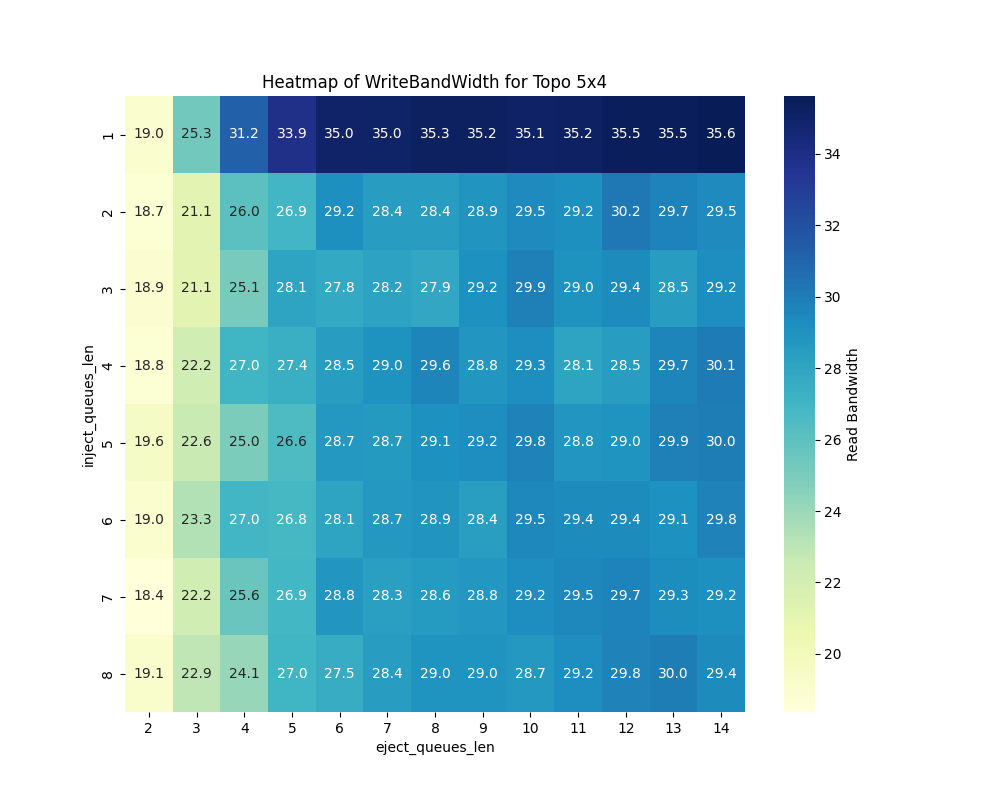 Heatmap of WriteBandWidth for Topo 5x4
1 19.0 25.3 31.2 33.9 35.0 35.0 35.3 35.2 35.1 35.2 35.5 35.5 35.6
2 18.7 21.1 26.0 26.9 29.2 28.4 28.4 28.9 29.5 29.2 30.2 29.7 29.5
3 18.9 21.1 25.1 28.1 27.8 28.2 27.9 29.2 29.9 29.0 29.4 28.5 29.2
4 18.8 22.2 27.0 27.4 28.5 29.0 29.6 28.8 29.3 28.1 28.5 29.7 30.1
5 19.6 22.6 25.0 26.6 28.7 28.7 29.1 29.2 29.8 28.8 29.0 29.9 30.0
6 19.0 23.3 27.0 26.8 28.1 28.7 28.9 28.4 29.5 29.4 29.4 29.1 29.8
7 18.4 22.2 25.6 26.9 28.8 28.3 28.6 28.8 29.2 29.5 29.7 29.3 29.2
8 19.1 22.9 24.1 27.0 27.5 28.4 29.0 29.0 28.7 29.2 29.8 30.0 29.4
2 3 4 5 6 7 8 9 10 11 12 13 14
eject_queues_len
inject_queues_len
34
32
30
28
26
24
22
20
Read Bandwidth